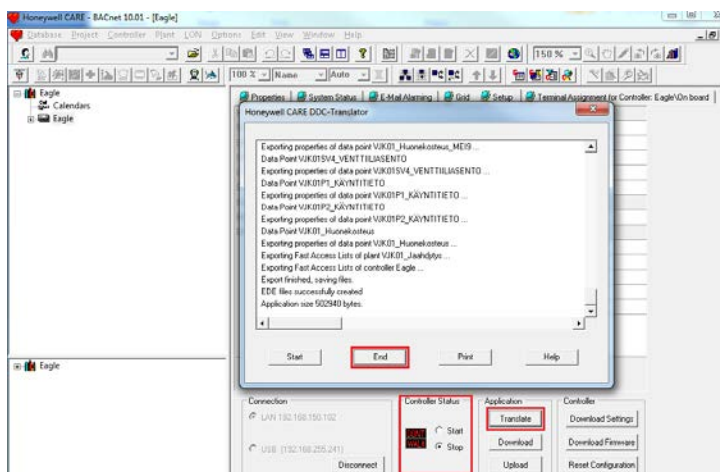 Honeywell CARE - BACnet 10.01 - [Eagle]
Database Project Controller Plant LON Options Edit View Window Help
150 %
100 % Name Auto
Eagle
Calendars
Eagle
Properties System Status E-Mail Alarming Grid Setup Terminal Assignment for Controller: Eagle\On board
Honeywell CARE DDC-Translator
Exporting properties of data point VJK01_Huonekosteus_MEI9 ...
Data Point VJK01SV4_VENTTIILIASENTO
Exporting properties of data point VJK01SV4_VENTTIILIASENTO ...
Data Point VJK01P1_KÄYNTITIETO
Exporting properties of data point VJK01P1_KÄYNTITIETO ...
Data Point VJK01P2_KÄYNTITIETO
Exporting properties of data point VJK01P2_KÄYNTITIETO ...
Data Point VJK01_Huonekosteus
Exporting properties of data point VJK01_Huonekosteus ...
Exporting Fast Access Lists of plant VJK01_Jaahdytys ...
Exporting Fast Access Lists of controller Eagle ...
Export finished, saving files.
EDE files successfully created
Application size 502940 bytes.
Start End Print Help
Eagle
Connection Controller Status Application Controller
LAN 192.168.150.102
Start
Translate Download Settings
USB (192.168.255.241)
Stop
Download Download Firmware
Disconnect Upload Reset Configuration